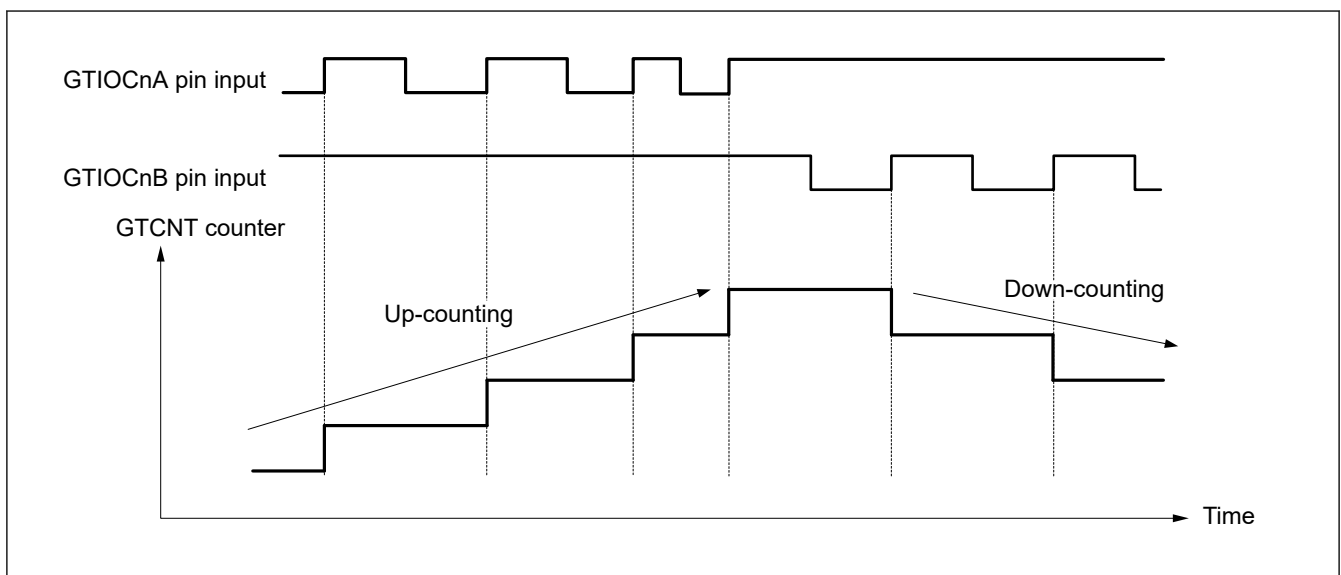 GTIOCnA pin input
GTIOCnB pin input
GTCNT counter
Up-counting
Down-counting
Time